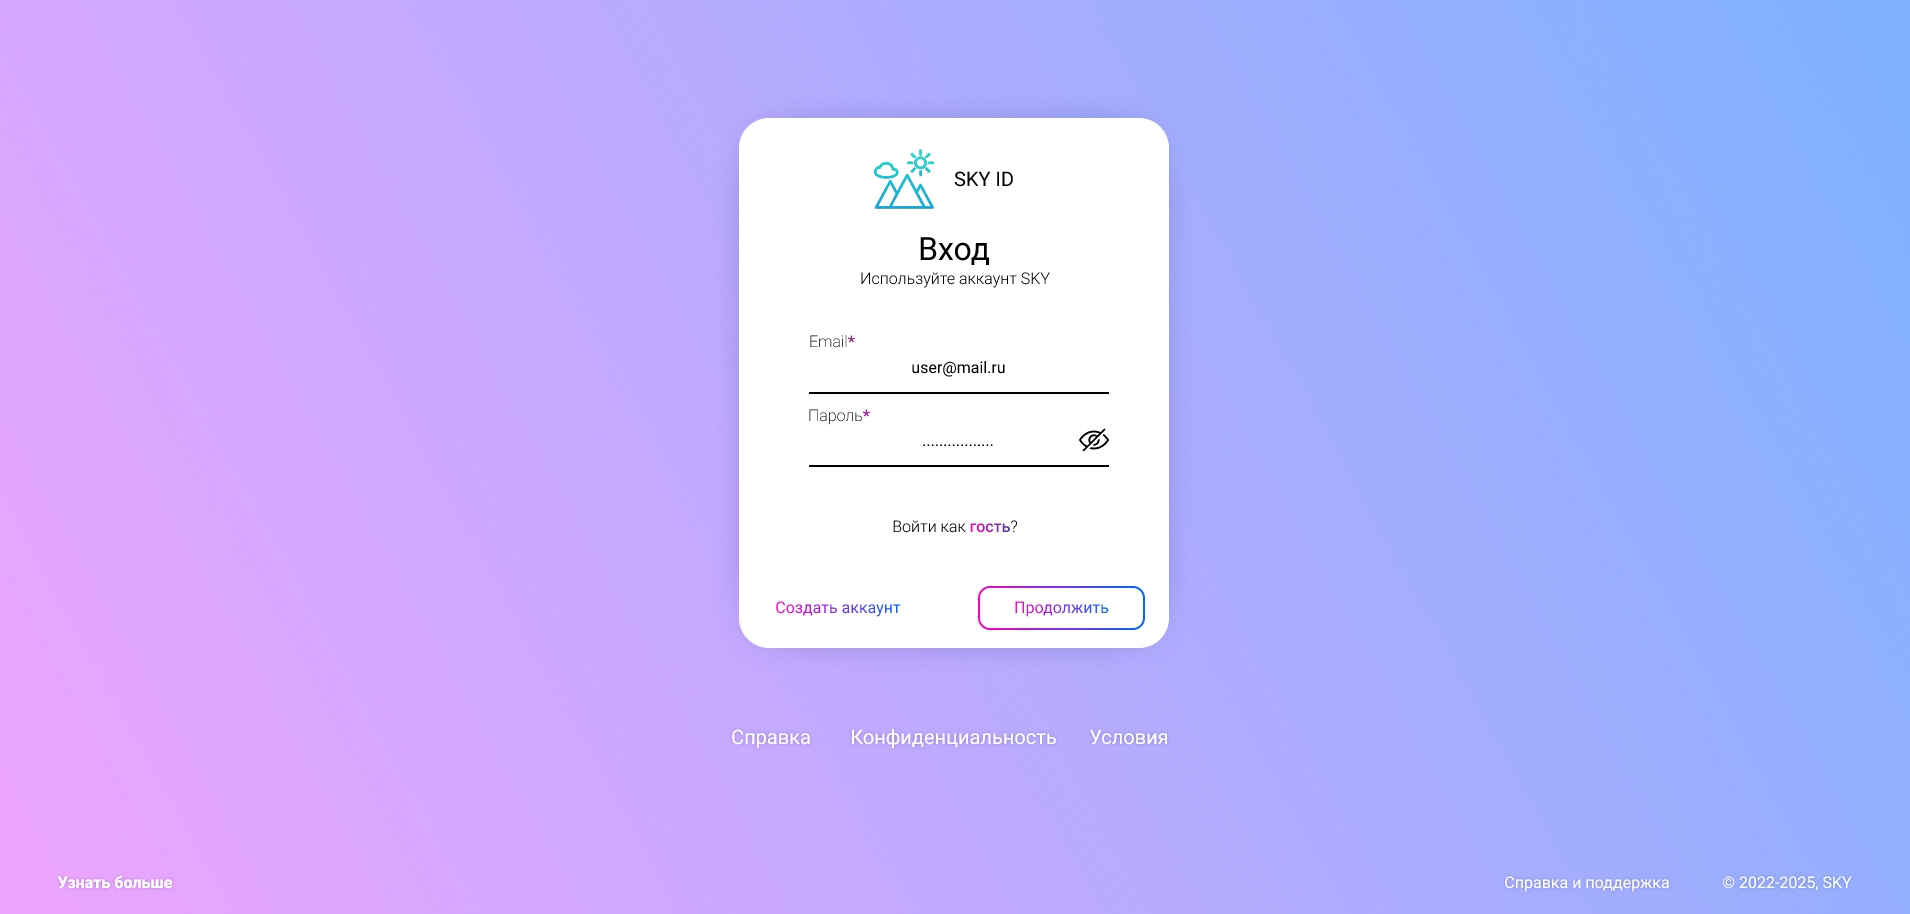 SKY ID
Вход
Используйте аккаунт SKY
Email*
user@mail.ru
Пароль*
.................
Войти как гость?
Создать аккаунт
Продолжить
Справка
Конфиденциальность
Условия
Узнать больше
Справка и поддержка
© 2022-2025, SKY